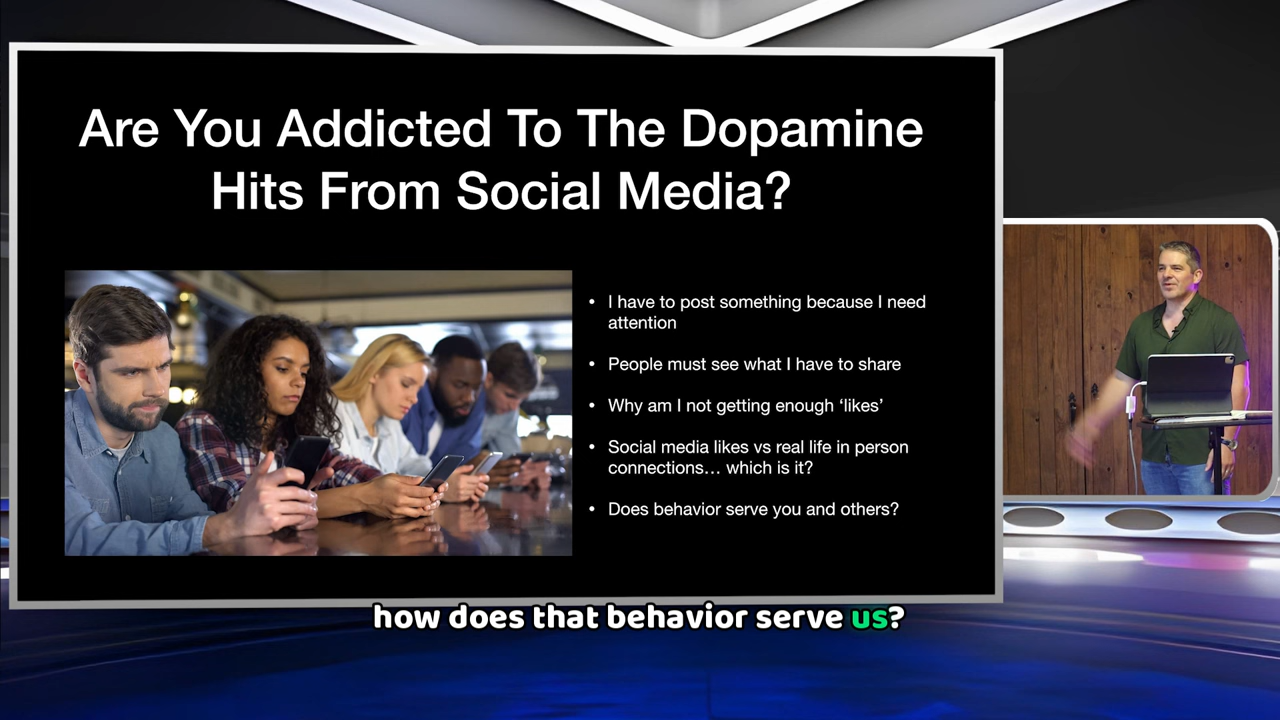 Are You Addicted To The Dopamine
Hits From Social Media?
• I have to post something because I need
attention
• People must see what I have to share
• Why am I not getting enough ‘likes’
• Social media likes vs real life in person
connections… which is it?
• Does behavior serve you and others?
how does that behavior serve us?